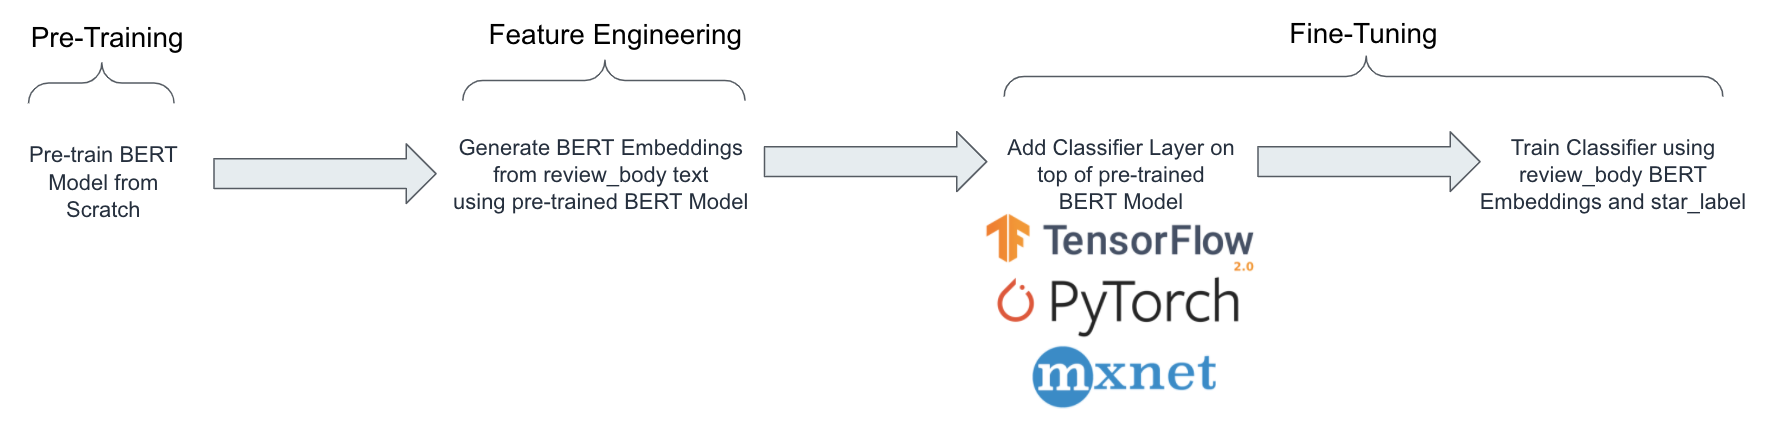 Pre-Training
Feature Engineering
Fine-Tuning
Pre-train BERT
Model from
Scratch
Generate BERT Embeddings
from review_body text
using pre-trained BERT Model
Add Classifier Layer on
top of pre-trained
BERT Model
TensorFlow
2.0
PyTorch
mxnet
Train Classifier using
review_body BERT
Embeddings and star_label